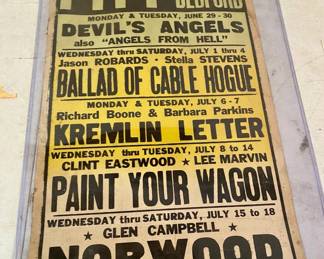 BEDFORD
MONDAY & TUESDAY, JUNE 29 - 30
DEVIL'S ANGELS
also "ANGELS FROM HELL"
WEDNESDAY thru SATURDAY, JULY 1 thru 4
Jason ROBARDS • Stella STEVENS
BALLAD OF CABLE HOGUE
MONDAY & TUESDAY, JULY 6 - 7
Richard Boone & Barbara Parkins
KREMLIN LETTER
WEDNESDAY thru TUESDAY, JULY 8 to 14
CLINT EASTWOOD ★ LEE MARVIN
PAINT YOUR WAGON
WEDNESDAY thru SATURDAY, JULY 15 to 18
★ GLEN CAMPBELL ★
NORWOOD